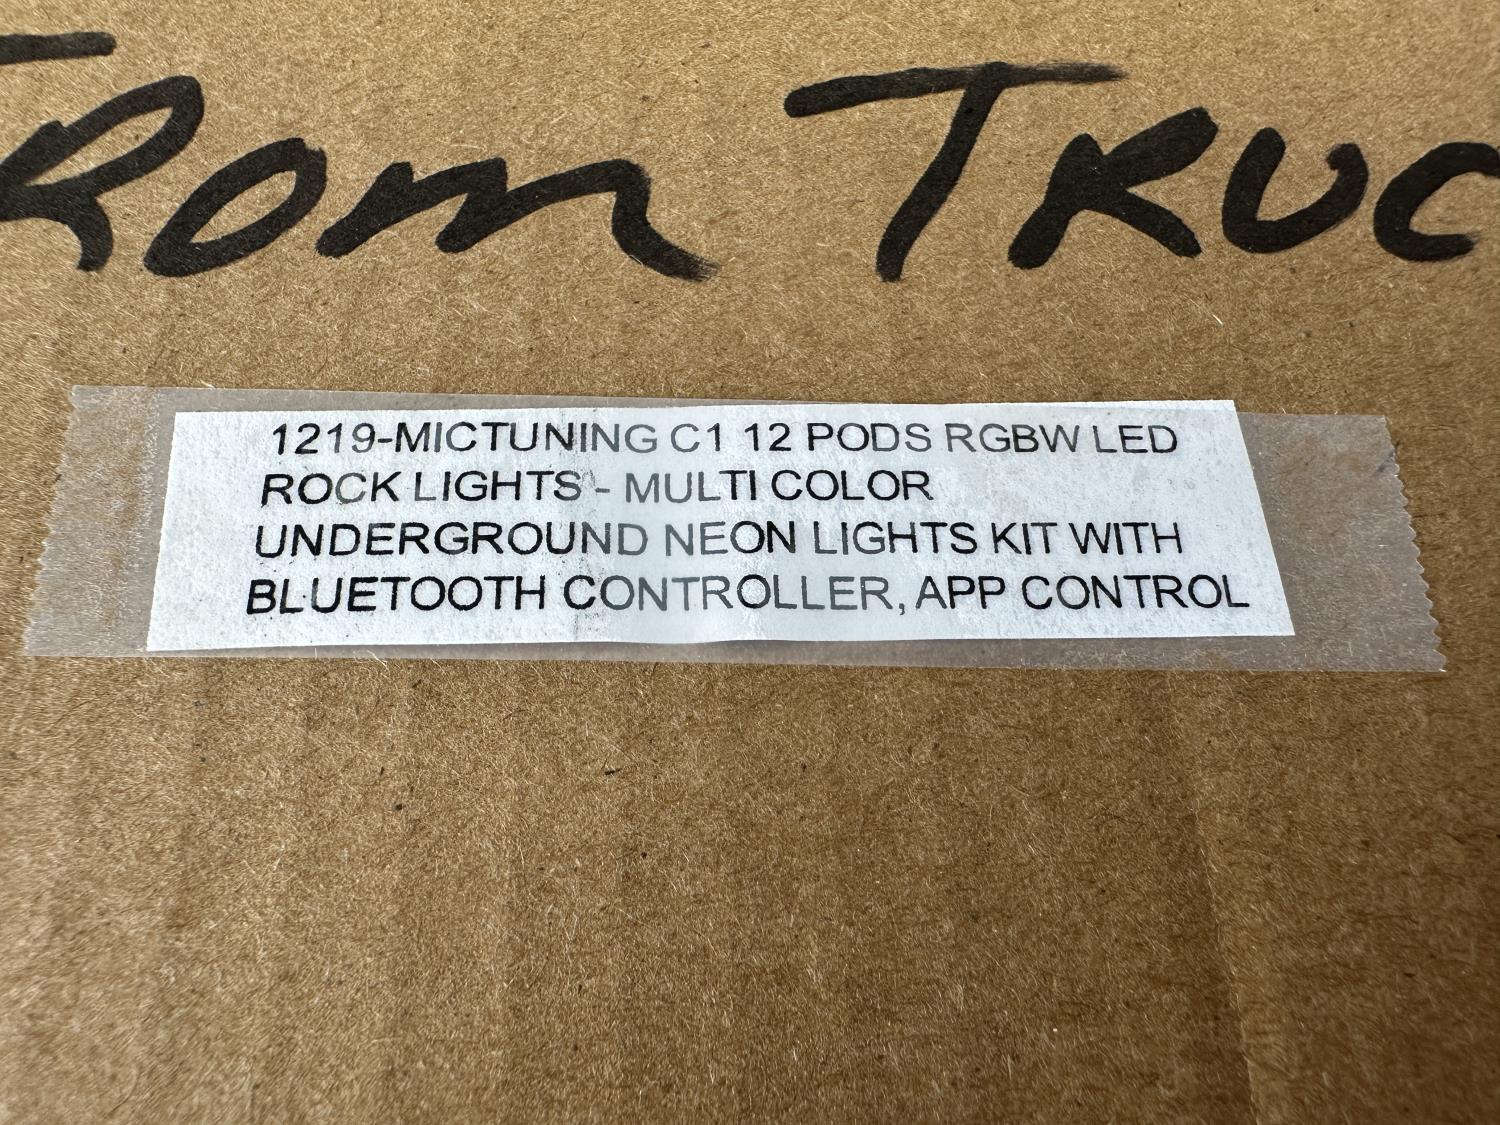 From TRUC
1219-MICTUNING C1 12 PODS RGBW LED
ROCK LIGHTS - MULTI COLOR
UNDERGROUND NEON LIGHTS KIT WITH
BLUETOOTH CONTROLLER, APP CONTROL